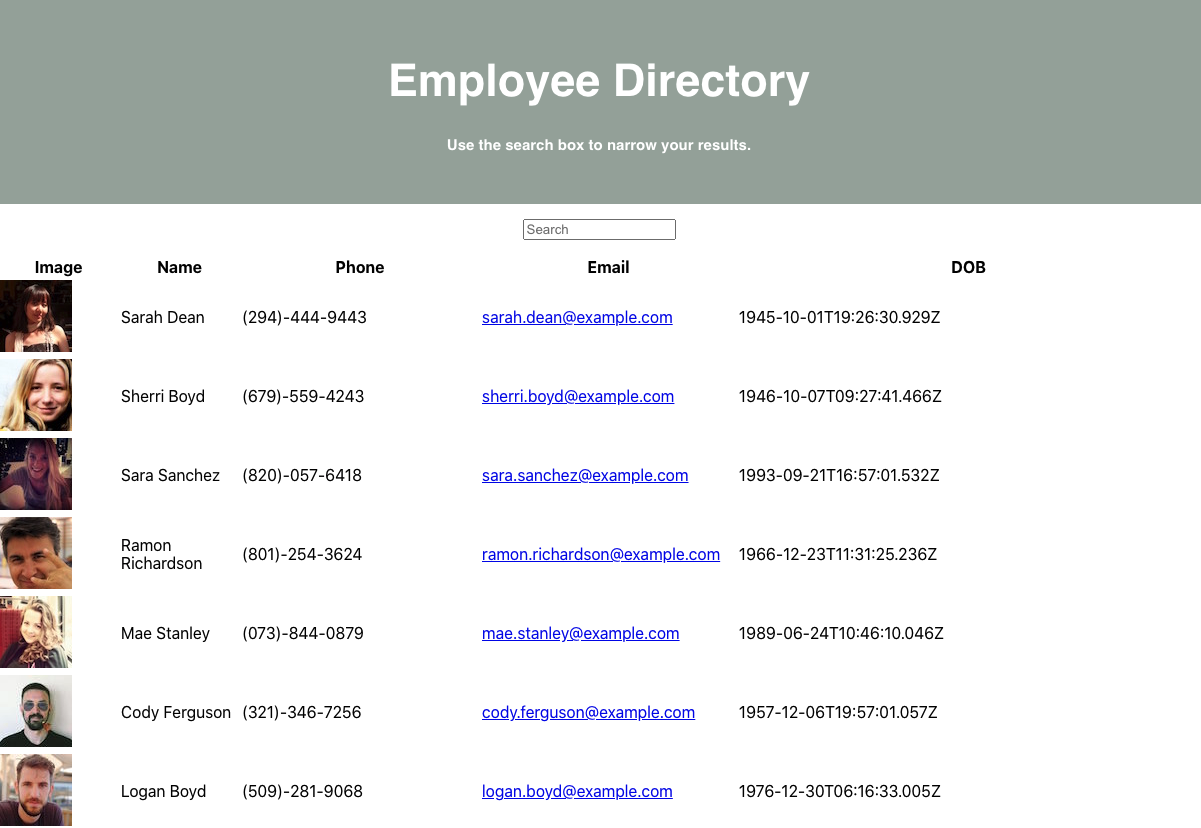 Employee Directory
Use the search box to narrow your results.
Search
Image Name Phone Email DOB
Sarah Dean (294)-444-9443 sarah.dean@example.com 1945-10-01T19:26:30.929Z
Sherri Boyd (679)-559-4243 sherri.boyd@example.com 1946-10-07T09:27:41.466Z
Sara Sanchez (820)-057-6418 sara.sanchez@example.com 1993-09-21T16:57:01.532Z
Ramon
Richardson (801)-254-3624 ramon.richardson@example.com 1966-12-23T11:31:25.236Z
Mae Stanley (073)-844-0879 mae.stanley@example.com 1989-06-24T10:46:10.046Z
Cody Ferguson (321)-346-7256 cody.ferguson@example.com 1957-12-06T19:57:01.057Z
Logan Boyd (509)-281-9068 logan.boyd@example.com 1976-12-30T06:16:33.005Z